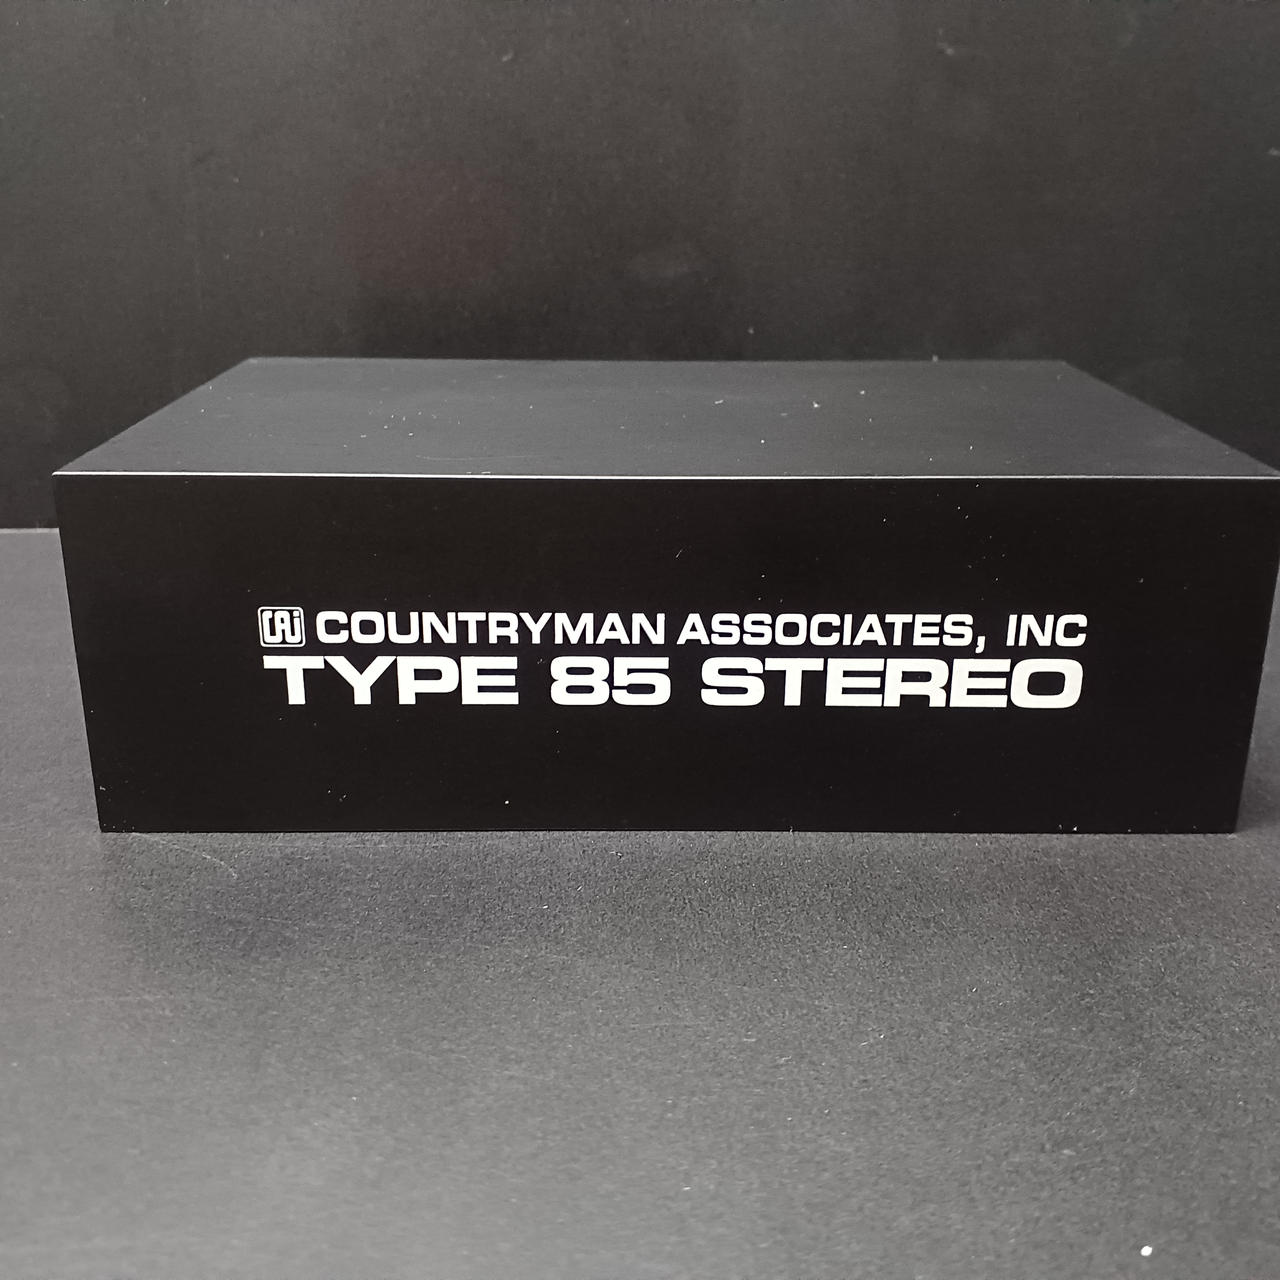 CAi COUNTRYMAN ASSOCIATES, INC
TYPE 85 STEREO